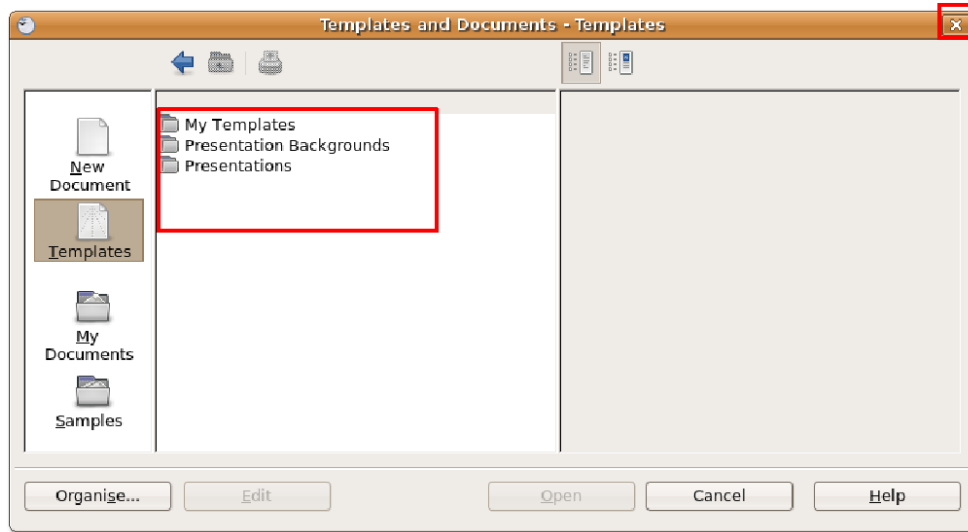 Templates and Documents - Templates
My Templates
Presentation Backgrounds
Presentations
New
Document
Templates
My
Documents
Samples
Organise...
Edit
Open
Cancel
Help